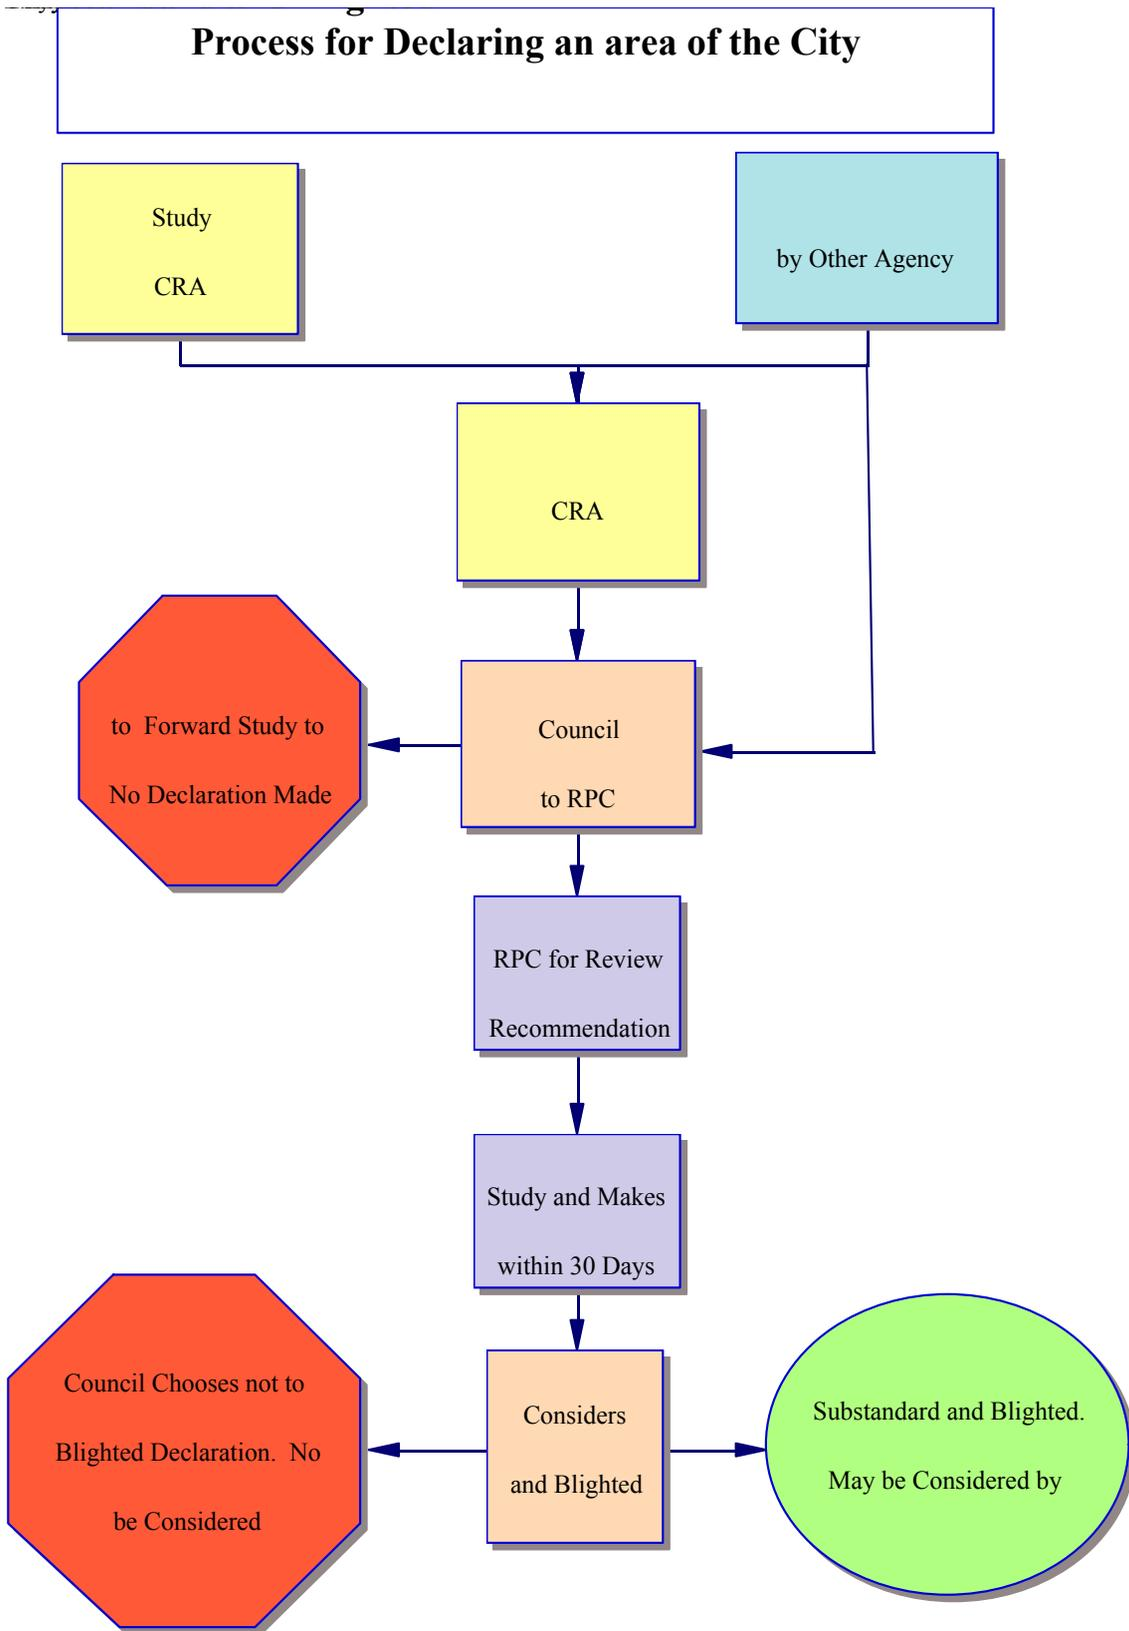 Process for Declaring an area of the City
Study
CRA
by Other Agency
CRA
to Forward Study to
No Declaration Made
Council
to RPC
RPC for Review
Recommendation
Study and Makes
within 30 Days
Council Chooses not to
Blighted Declaration. No
be Considered
Considers
and Blighted
Substandard and Blighted.
May be Considered by